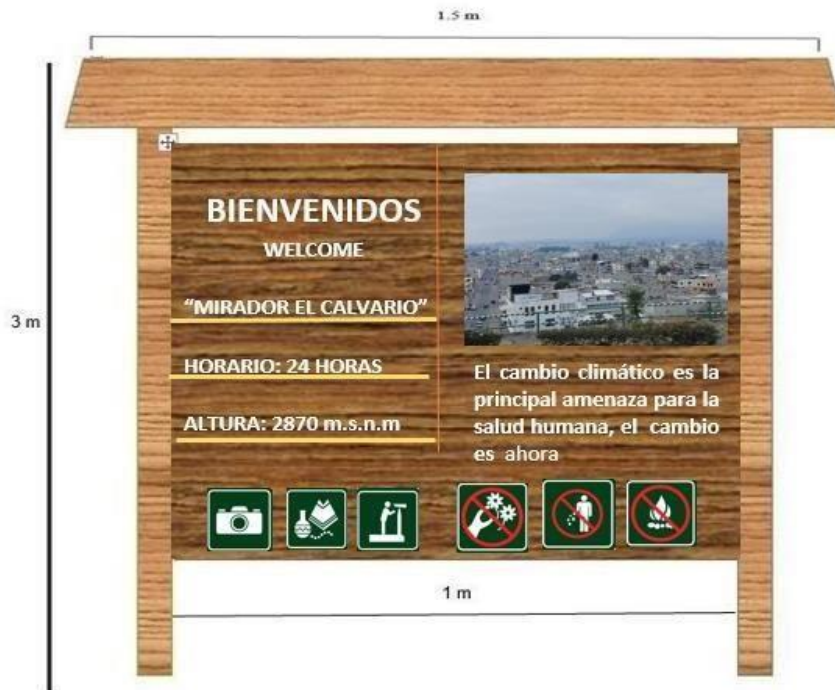 1.5 m
3 m
BIENVENIDOS
WELCOME
“MIRADOR EL CALVARIO”
HORARIO: 24 HORAS
ALTURA: 2870 m.s.n.m
El cambio climático es la
principal amenaza para la
salud humana, el cambio
es ahora
1 m